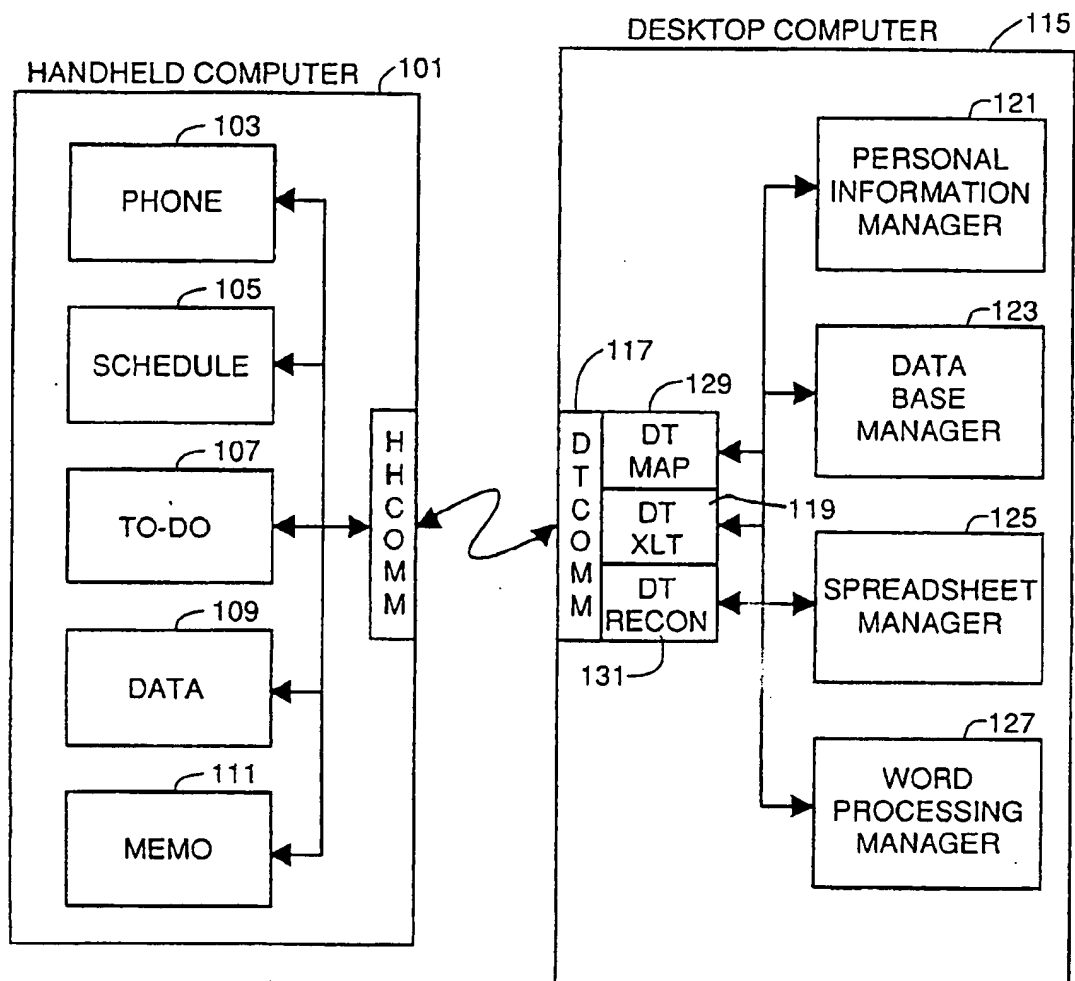 HANDHELD COMPUTER
101
103
PHONE
105
SCHEDULE
107
TO-DO
109
DATA
111
MEMO
HHCOMM
DESKTOP COMPUTER
115
117
DTCOMM
129
DT
MAP
119
DT
XLT
DT
RECON
131
121
PERSONAL
INFORMATION
MANAGER
123
DATA
BASE
MANAGER
125
SPREADSHEET
MANAGER
127
WORD
PROCESSING
MANAGER